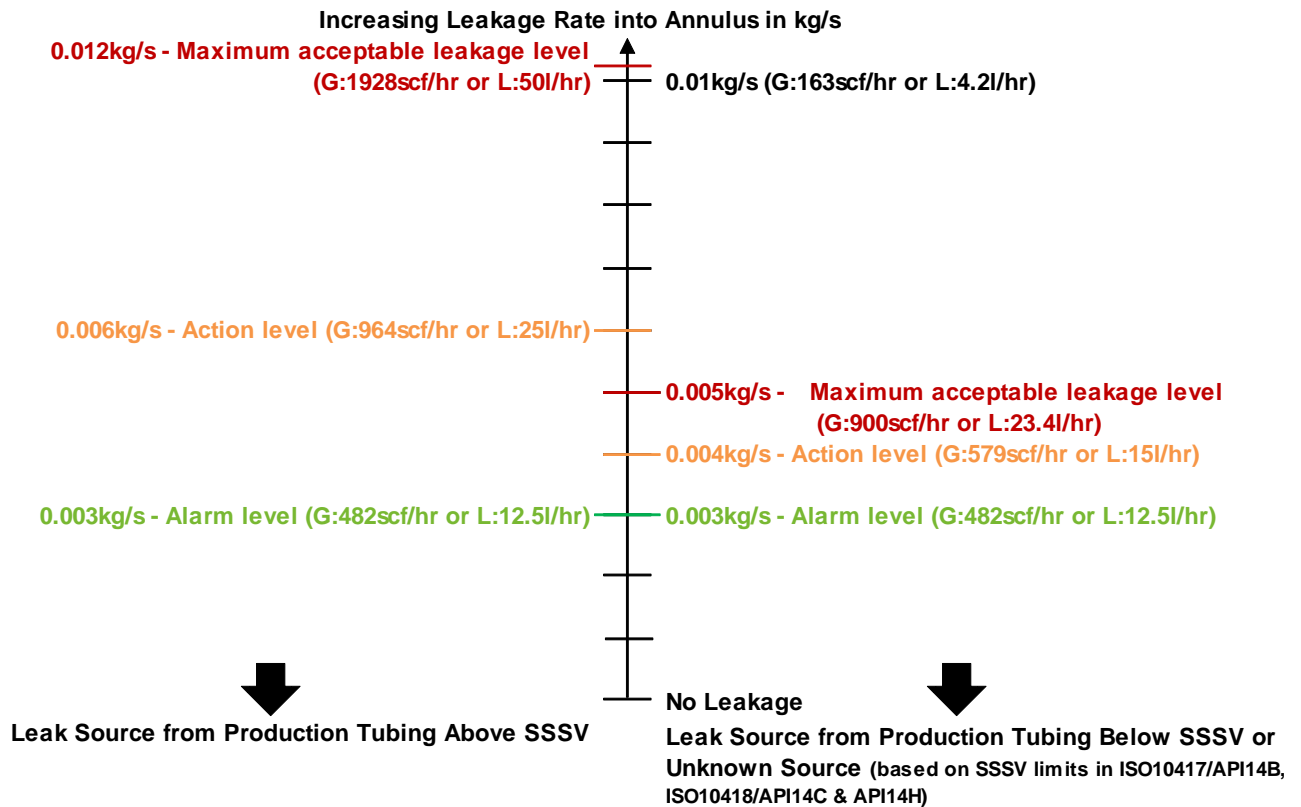 Increasing Leakage Rate into Annulus in kg/s
0.012kg/s - Maximum acceptable leakage level
(G:1928scf/hr or L:50l/hr)
0.01kg/s (G:163scf/hr or L:4.2l/hr)
0.006kg/s - Action level (G:964scf/hr or L:25l/hr)
0.005kg/s - Maximum acceptable leakage level
(G:900scf/hr or L:23.4l/hr)
0.004kg/s - Action level (G:579scf/hr or L:15l/hr)
0.003kg/s - Alarm level (G:482scf/hr or L:12.5l/hr)
0.003kg/s - Alarm level (G:482scf/hr or L:12.5l/hr)
No Leakage
Leak Source from Production Tubing Above SSSV
Leak Source from Production Tubing Below SSSV or
Unknown Source (based on SSSV limits in ISO10417/API14B,
ISO10418/API14C & API14H)